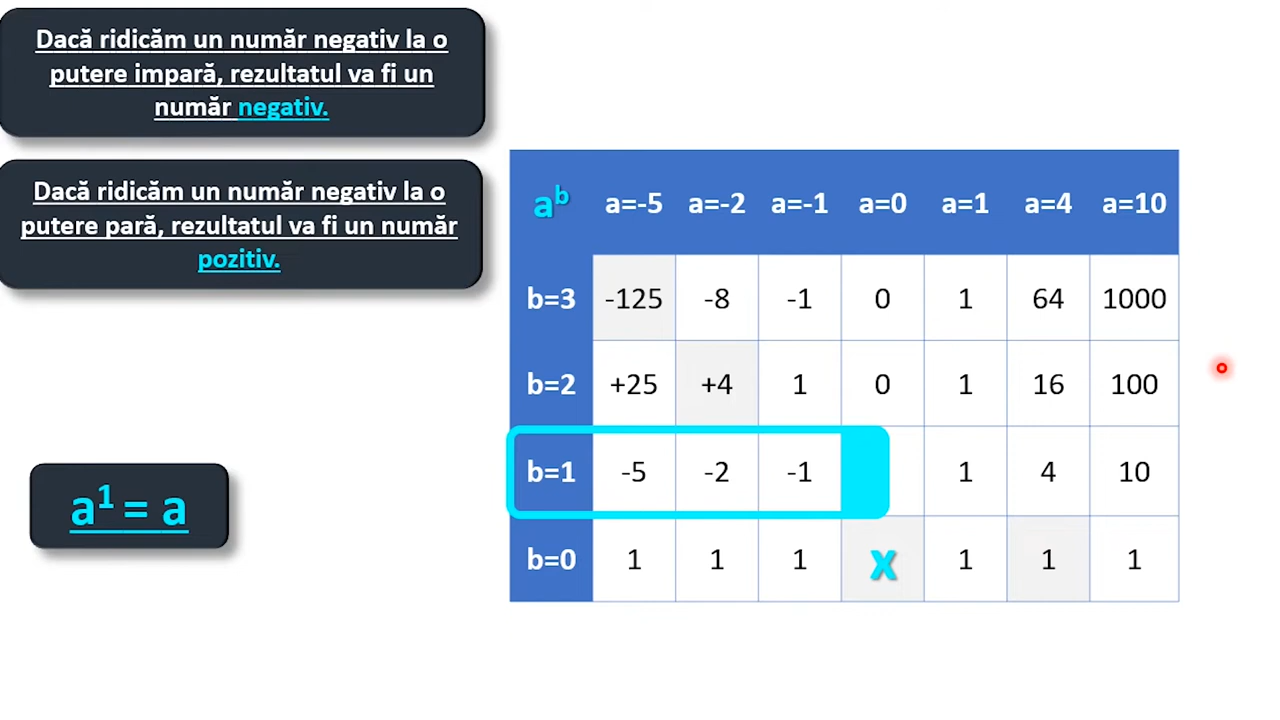 Dacă ridicăm un număr negativ la o
putere impară, rezultatul va fi un
număr negativ.
Dacă ridicăm un număr negativ la o
putere pară, rezultatul va fi un număr
pozitiv.
a¹ = a
aᵇ a=-5 a=-2 a=-1 a=0 a=1 a=4 a=10
b=3 -125 -8 -1 0 1 64 1000
b=2 +25 +4 1 0 1 16 100
b=1 -5 -2 -1 1 4 10
b=0 1 1 1 x 1 1 1